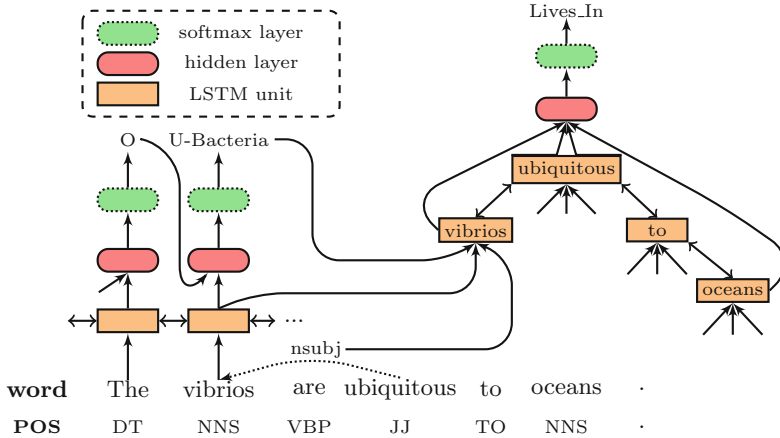 Lives_In
softmax layer
hidden layer
LSTM unit
O U-Bacteria
ubiquitous
vibrios to
oceans
...
nsubj
word The vibrios are ubiquitous to oceans .
POS DT NNS VBP JJ TO NNS .